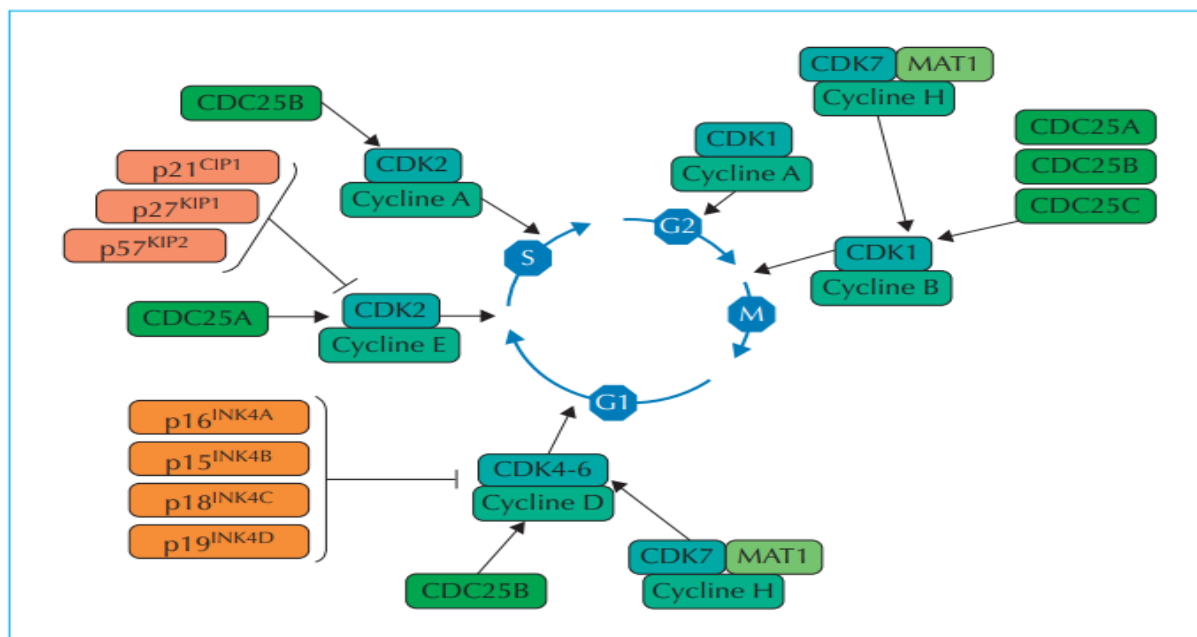 CDK7 MAT1
Cycline H
CDC25B
CDK1
Cycline A
CDC25A
CDC25B
CDC25C
p21CIP1
p27KIP1
p57KIP2
CDK2
Cycline A
S
G2
CDK1
Cycline B
CDC25A
CDK2
Cycline E
M
G1
p16INK4A
p15INK4B
p18INK4C
p19INK4D
CDK4-6
Cycline D
CDC25B
CDK7 MAT1
Cycline H